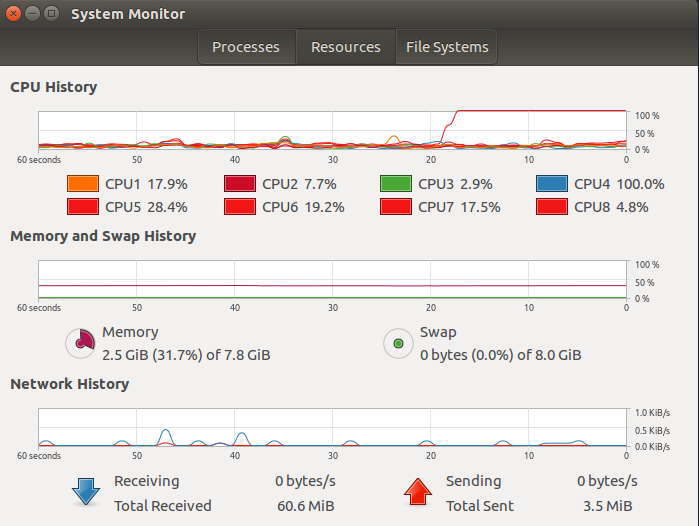 System Monitor
Processes Resources File Systems
CPU History
100 %
50 %
0 %
60 seconds 50 40 30 20 10 0
CPU1 17.9% CPU2 7.7% CPU3 2.9% CPU4 100.0%
CPU5 28.4% CPU6 19.2% CPU7 17.5% CPU8 4.8%
Memory and Swap History
100 %
50 %
0 %
60 seconds 50 40 30 20 10 0
Memory Swap
2.5 GiB (31.7%) of 7.8 GiB 0 bytes (0.0%) of 8.0 GiB
Network History
1.0 KiB/s
0.5 KiB/s
0.0 KiB/s
60 seconds 50 40 30 20 10 0
Receiving 0 bytes/s Sending 0 bytes/s
Total Received 60.6 MiB Total Sent 3.5 MiB